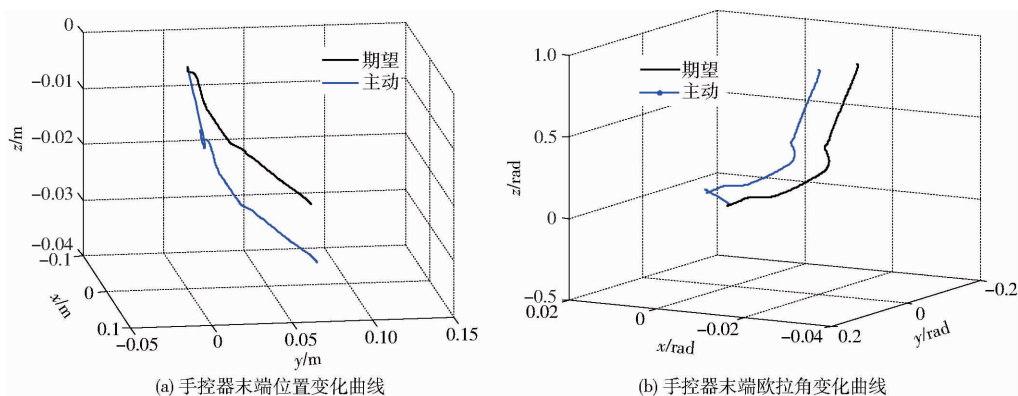 0
-0.01
-0.02
-0.03
-0.04
z/m
-0.1
0
0.1
x/m
-0.05
0
0.05
0.10
0.15
y/m
期望
主动
(a) 手控器末端位置变化曲线
1.0
0.5
0
-0.5
z/rad
0.02
0
-0.02
-0.04
x/rad
0.2
0
-0.2
y/rad
期望
主动
(b) 手控器末端欧拉角变化曲线